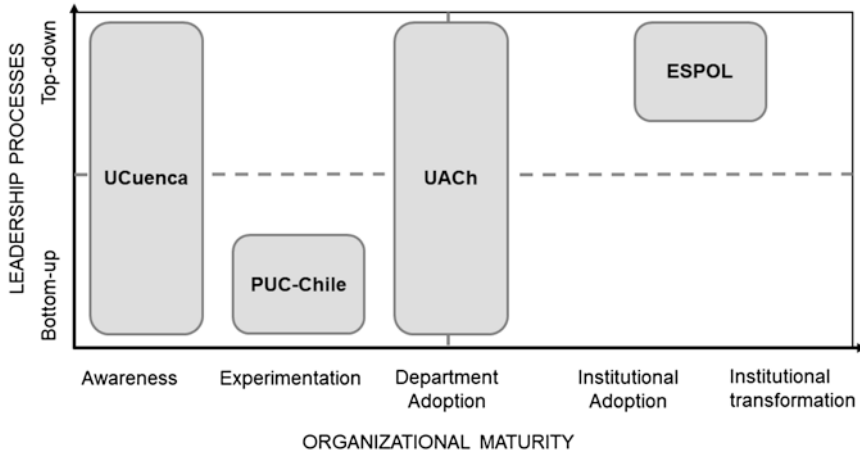 LEADERSHIP PROCESSES
Top-down
Bottom-up
ESPOL
UCuenca
UACh
PUC-Chile
Awareness
Experimentation
Department
Adoption
Institutional
Adoption
Institutional
transformation
ORGANIZATIONAL MATURITY